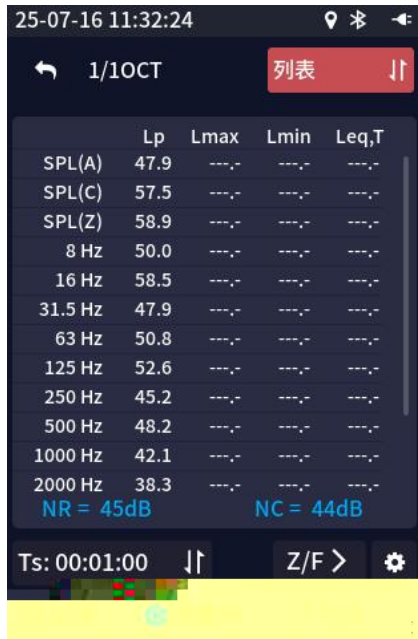 25-07-16 11:32:24
1/1OCT 列表
Lp Lmax Lmin Leq,T
SPL(A) 47.9 ---.- ---.- ---.-
SPL(C) 57.5 ---.- ---.- ---.-
SPL(Z) 58.9 ---.- ---.- ---.-
8 Hz 50.0 ---.- ---.- ---.-
16 Hz 58.5 ---.- ---.- ---.-
31.5 Hz 47.9 ---.- ---.- ---.-
63 Hz 50.8 ---.- ---.- ---.-
125 Hz 52.6 ---.- ---.- ---.-
250 Hz 45.2 ---.- ---.- ---.-
500 Hz 48.2 ---.- ---.- ---.-
1000 Hz 42.1 ---.- ---.- ---.-
2000 Hz 38.3 ---.- ---.- ---.-
NR = 45dB NC = 44dB
Ts: 00:01:00 Z/F >